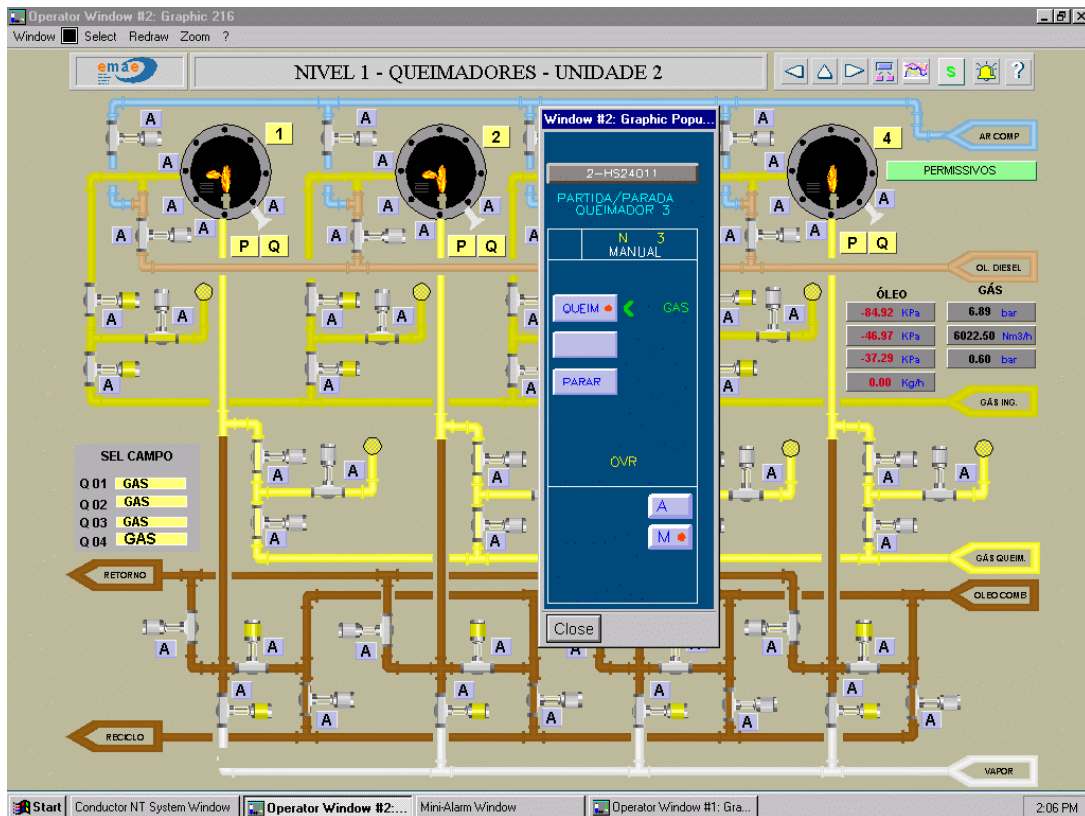 Operator Window #2: Graphic 216
Window Select Redraw Zoom ?
emae
NIVEL 1 - QUEIMADORES - UNIDADE 2
S ?
A A A A
1 2 4
AR COMP
PERMISSIVOS
A A A
A A A A A
A A A A A
P Q P Q P Q
OL. DIESEL
ÓLEO GÁS
-84.92 KPa 6.89 bar
-46.97 KPa 6022.50 Nm3/h
-37.29 KPa 0.60 bar
0.00 Kg/h
A A A A A A
A A A
GÁS ING.
SEL CAMPO
Q 01 GAS
Q 02 GAS
Q 03 GAS
Q 04 GAS
A A A A A A
A A A
GÁS QUEIM.
RETORNO
OLEO COMB
A A A A A A
A A A A
A A A A
RECICLO
VAPOR
Window #2: Graphic Popu...
2-HS24011
PARTIDA/PARADA
QUEIMADOR 3
N 3
MANUAL
QUEIM GAS
PARAR
OVR
A
M
Close
Start Conductor NT System Window Operator Window #2:... Mini-Alarm Window Operator Window #1: Gra... 2:06 PM